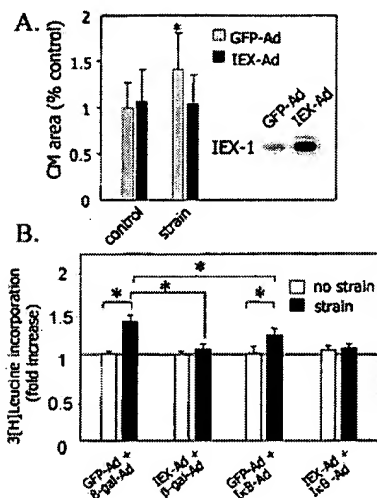 A.
CM area (% control)
2
1.5
1
0.5
0
*
GFP-Ad
IEX-Ad
control
strain
GFP-Ad
IEX-Ad
IEX-1
B.
3[H]Leucine incorporation
(fold increase)
2
1.5
1
0.5
0
*
*
*
*
no strain
strain
GFP-Ad +
β-gal-Ad
IEX-Ad +
β-gal-Ad
GFP-Ad +
IκB-Ad
IEX-Ad +
IκB-Ad